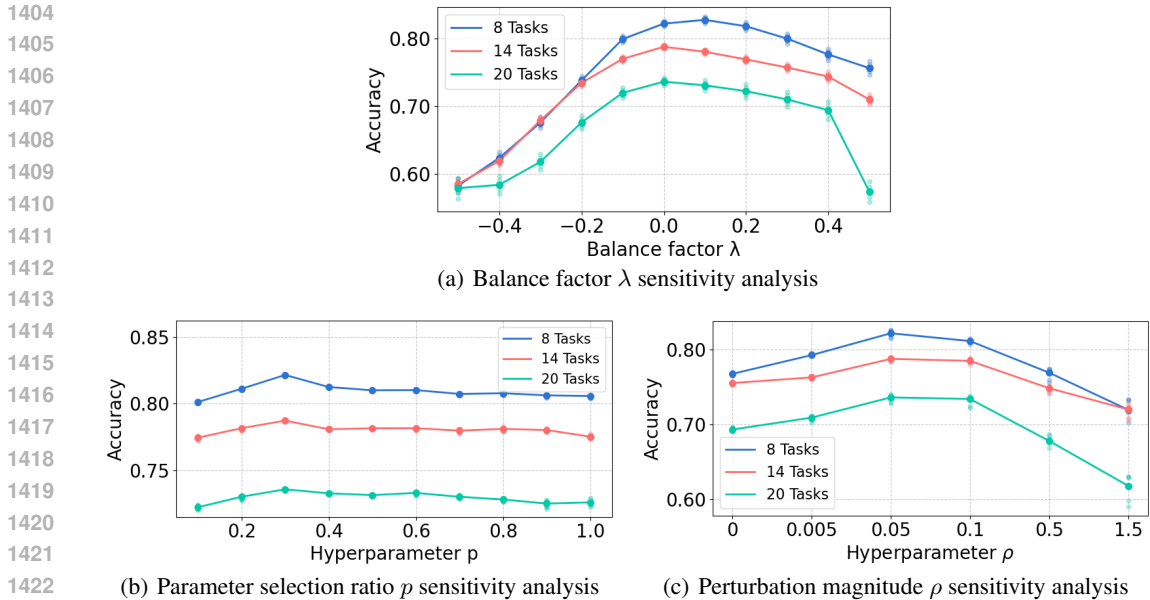 1404
1405
1406
1407
1408
1409
1410
1411
1412
1413
1414
1415
1416
1417
1418
1419
1420
1421
1422
0.80
0.70
0.60
Accuracy
8 Tasks
14 Tasks
20 Tasks
−0.4 −0.2 0.0 0.2 0.4
Balance factor λ
(a) Balance factor λ sensitivity analysis
0.85
0.80
0.75
Accuracy
8 Tasks
14 Tasks
20 Tasks
0.2 0.4 0.6 0.8 1.0
Hyperparameter p
(b) Parameter selection ratio p sensitivity analysis
0.80
0.70
0.60
Accuracy
8 Tasks
14 Tasks
20 Tasks
0 0.005 0.05 0.1 0.5 1.5
Hyperparameter ρ
(c) Perturbation magnitude ρ sensitivity analysis